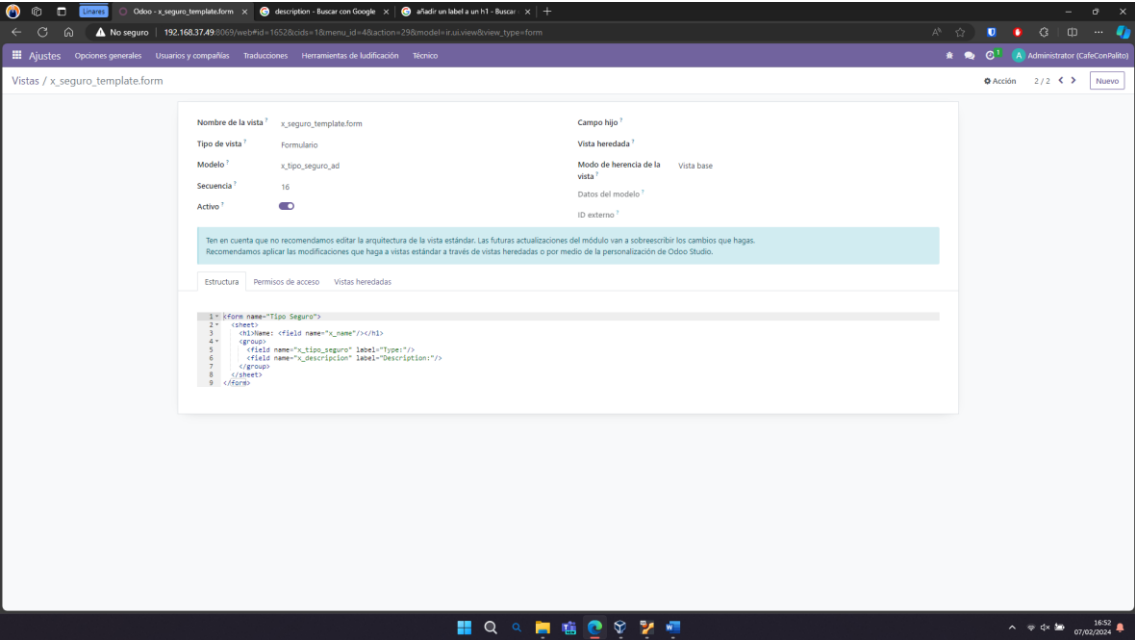 Linares
Odoo - x_seguro_template.form
description - Buscar con Google
añadir un label a un h1 - Buscar
No seguro | 192.168.37.49:8069/web#id=1652&cids=1&menu_id=4&action=29&model=ir.ui.view&view_type=form
Ajustes Opciones generales Usuarios y compañías Traducciones Herramientas de ludificación Técnico
1 A Administrator (CafeConPalito)
Vistas / x_seguro_template.form
Acción 2 / 2 Nuevo
Nombre de la vista ? x_seguro_template.form
Campo hijo ?
Tipo de vista ? Formulario
Vista heredada ?
Modelo ? x_tipo_seguro_ad
Modo de herencia de la vista ? Vista base
Secuencia ? 16
Datos del modelo ?
Activo ?
ID externo ?
Ten en cuenta que no recomendamos editar la arquitectura de la vista estándar. Las futuras actualizaciones del módulo van a sobreescribir los cambios que hagas.
Recomendamos aplicar las modificaciones que haga a vistas estándar a través de vistas heredadas o por medio de la personalización de Odoo Studio.
Estructura Permisos de acceso Vistas heredadas
1 <form name="Tipo Seguro">
2 <sheet>
3 <h1>Name: <field name="x_name"/></h1>
4 <group>
5 <field name="x_tipo_seguro" label="Type:"/>
6 <field name="x_descripcion" label="Description:"/>
7 </group>
8 </sheet>
9 </form>
16:52
07/02/2024